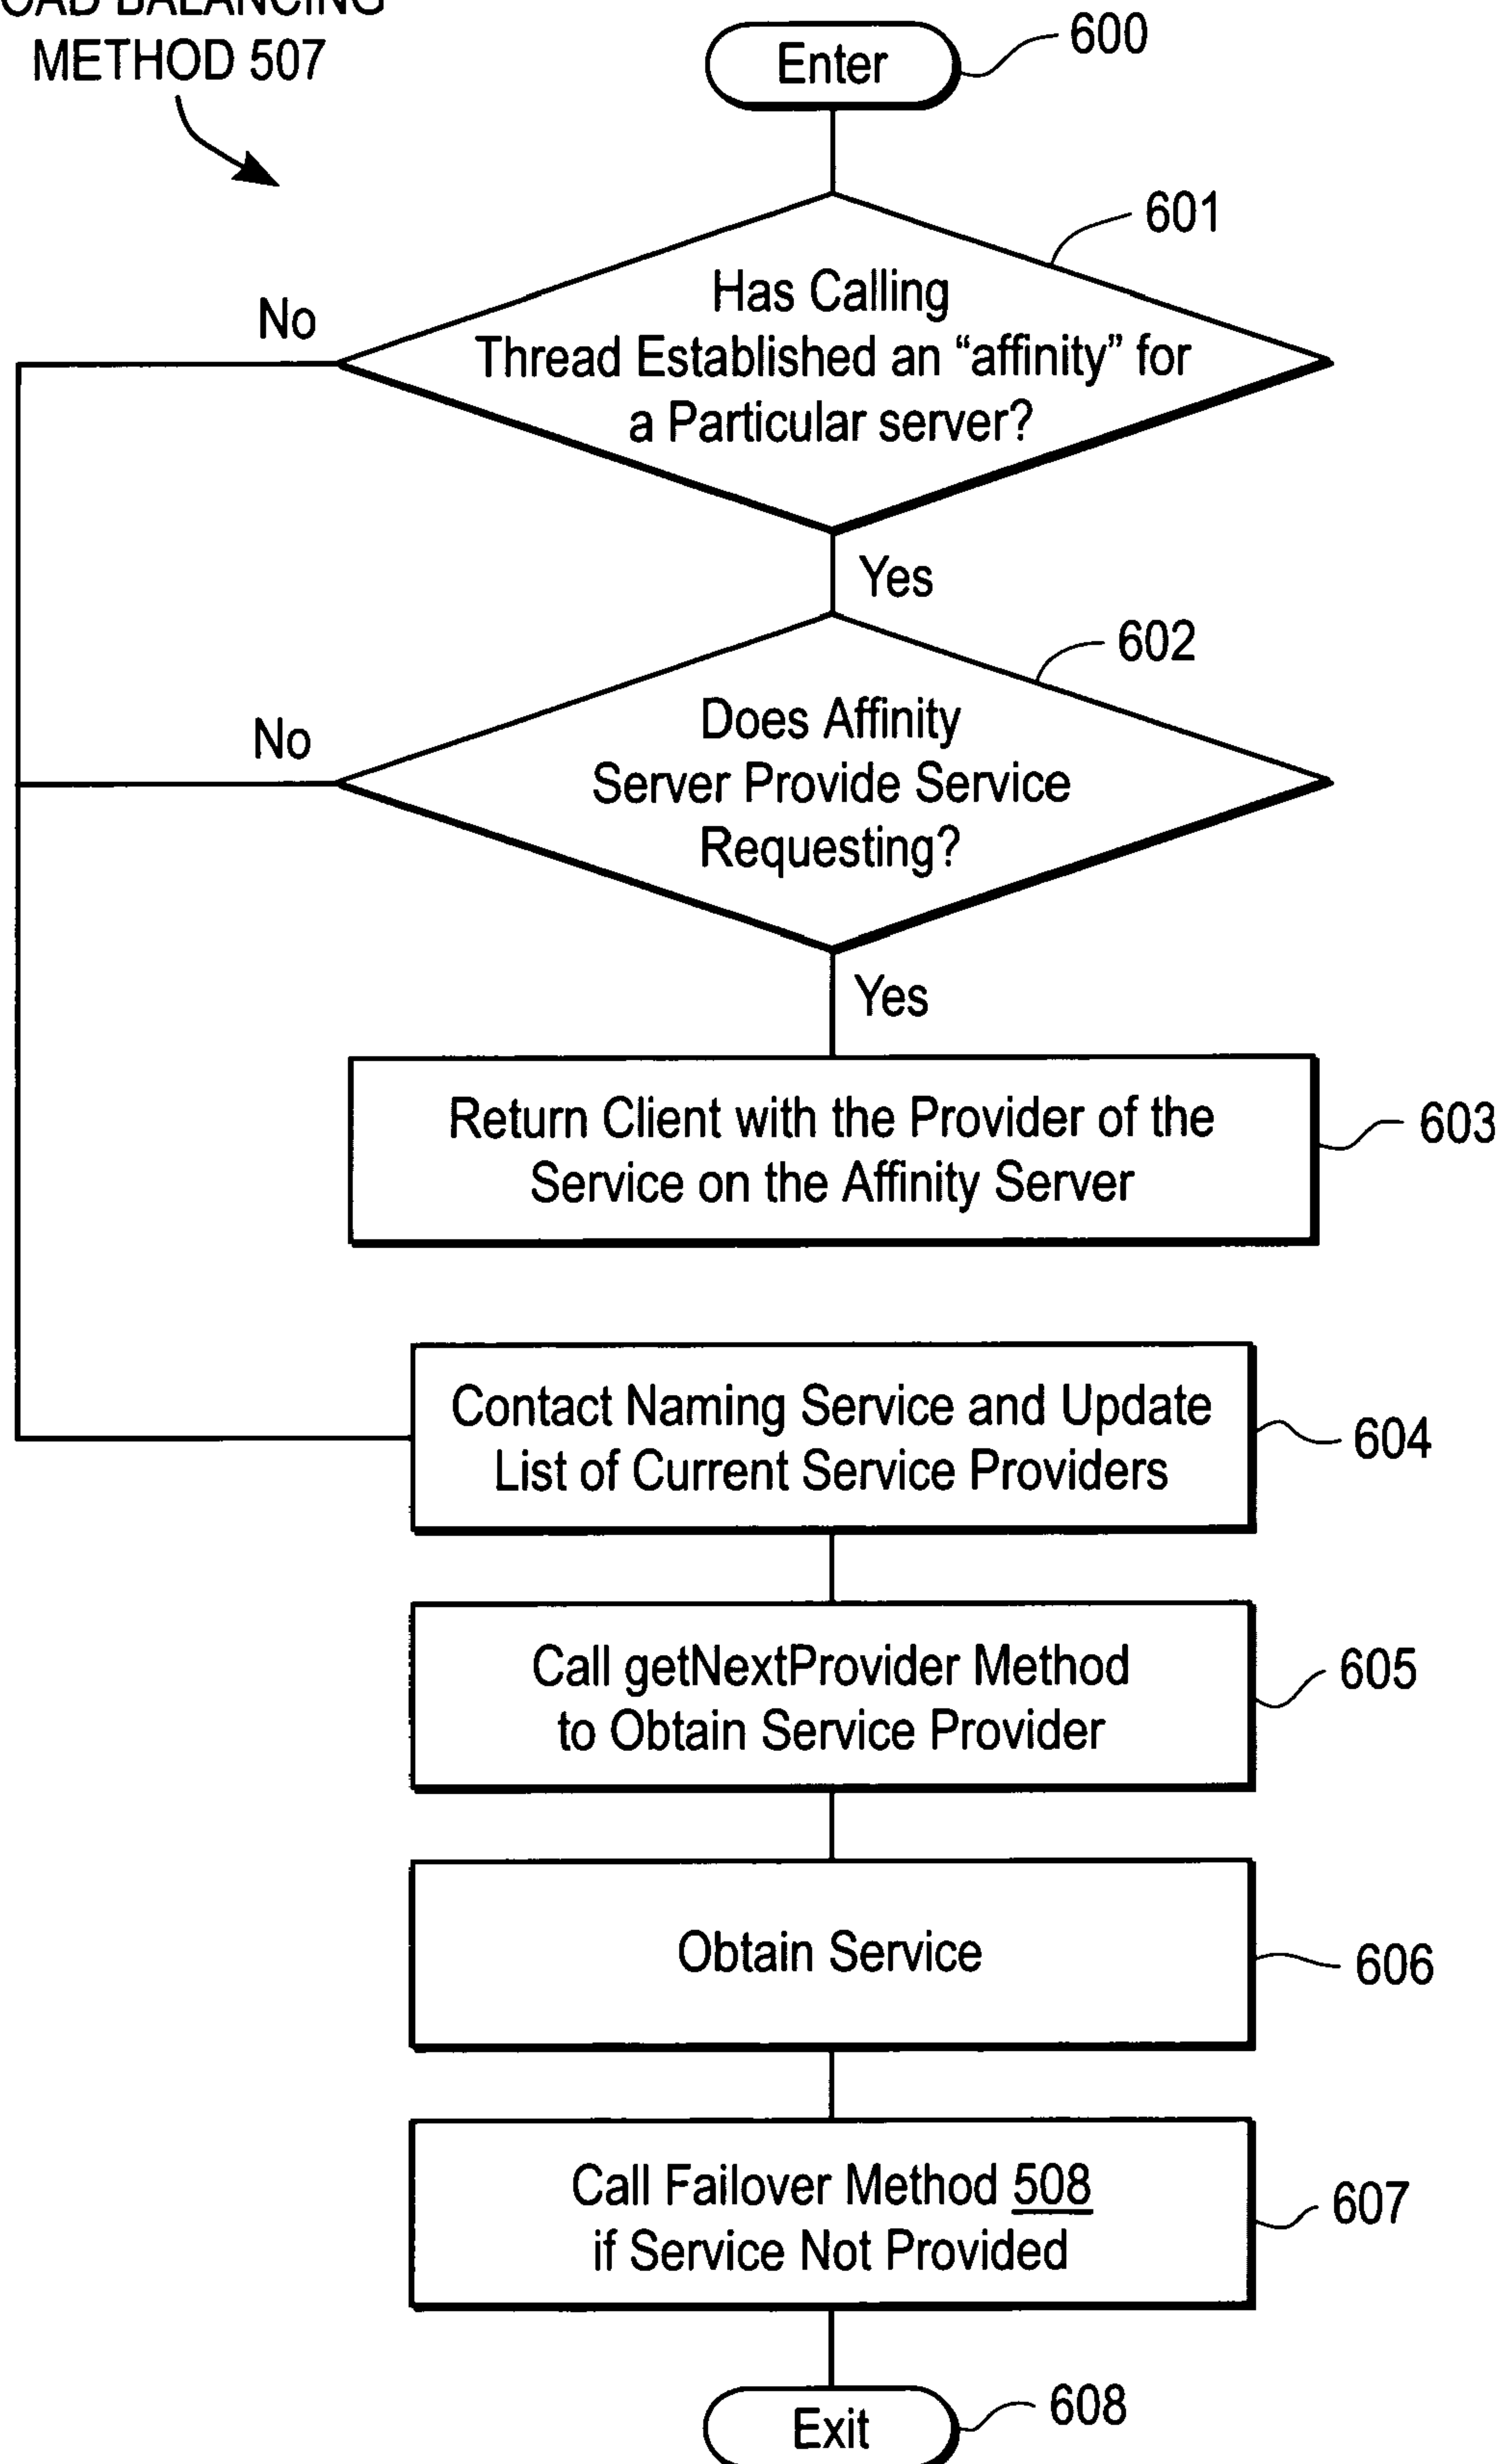 OAD BALANCING
METHOD 507
Enter
600
601
Has Calling
Thread Established an “affinity” for
a Particular server?
No
Yes
602
Does Affinity
Server Provide Service
Requesting?
No
Yes
Return Client with the Provider of the
Service on the Affinity Server
603
Contact Naming Service and Update
List of Current Service Providers
604
Call getNextProvider Method
to Obtain Service Provider
605
Obtain Service
606
Call Failover Method 508
if Service Not Provided
607
Exit
608